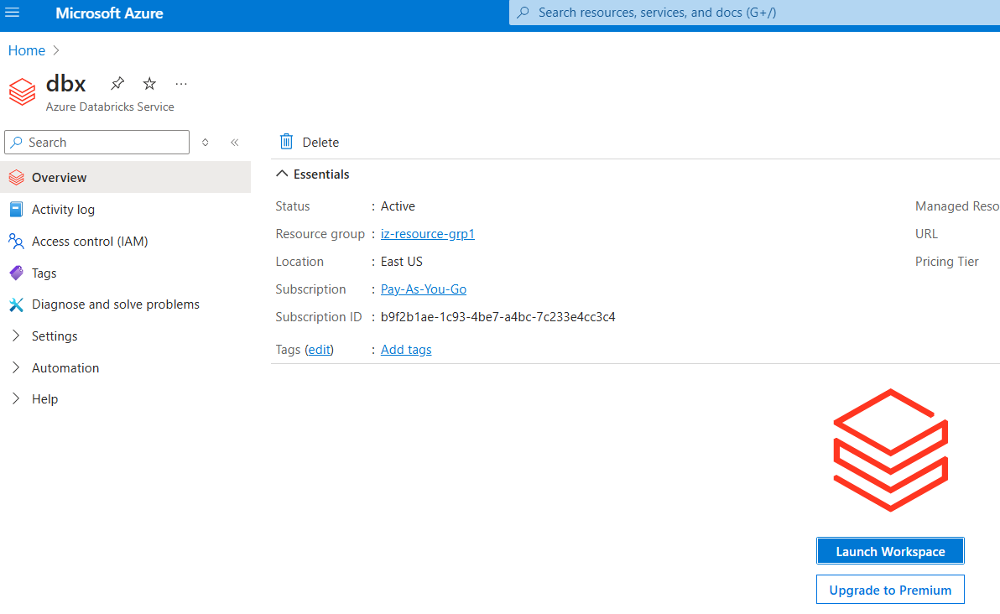 Microsoft Azure
Search resources, services, and docs (G+/)
Home
dbx
Azure Databricks Service
Search
Overview
Activity log
Access control (IAM)
Tags
Diagnose and solve problems
Settings
Automation
Help
Delete
Essentials
Status : Active
Resource group : iz-resource-grp1
Location : East US
Subscription : Pay-As-You-Go
Subscription ID : b9f2b1ae-1c93-4be7-a4bc-7c233e4cc3c4
Tags (edit) : Add tags
Managed Reso
URL
Pricing Tier
Launch Workspace
Upgrade to Premium